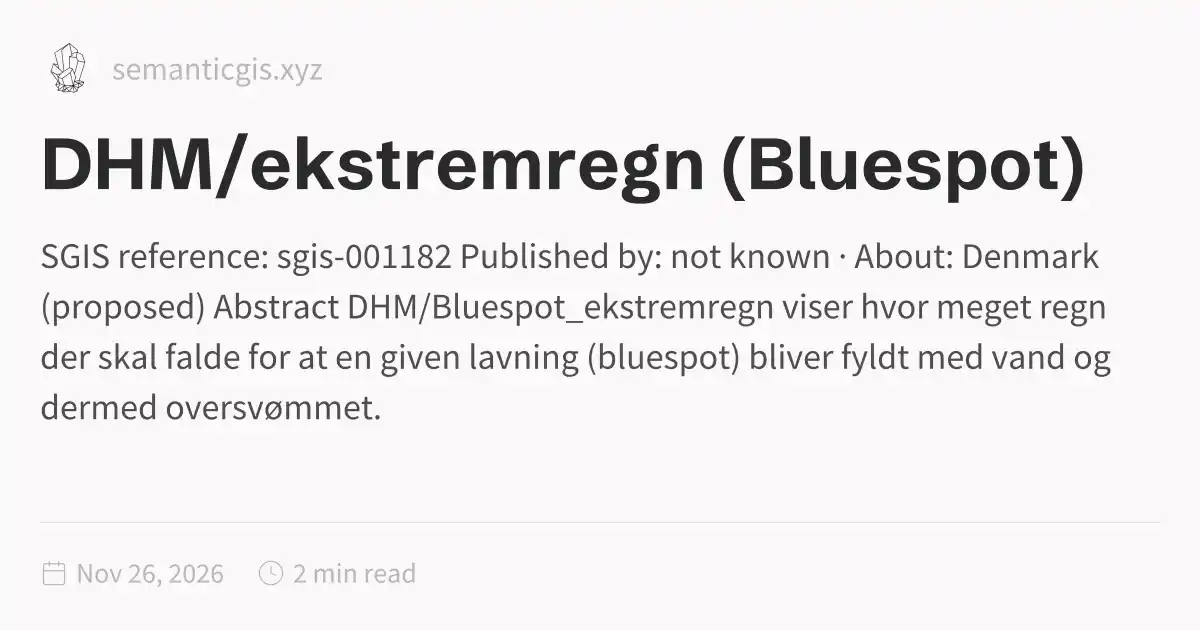 semanticgis.xyz
DHM/ekstremregn (Bluespot)
SGIS reference: sgis-001182 Published by: not known · About: Denmark
(proposed) Abstract DHM/Bluespot_ekstremregn viser hvor meget regn
der skal falde for at en given lavning (bluespot) bliver fyldt med vand og
dermed oversvømmet.
Nov 26, 2026 2 min read